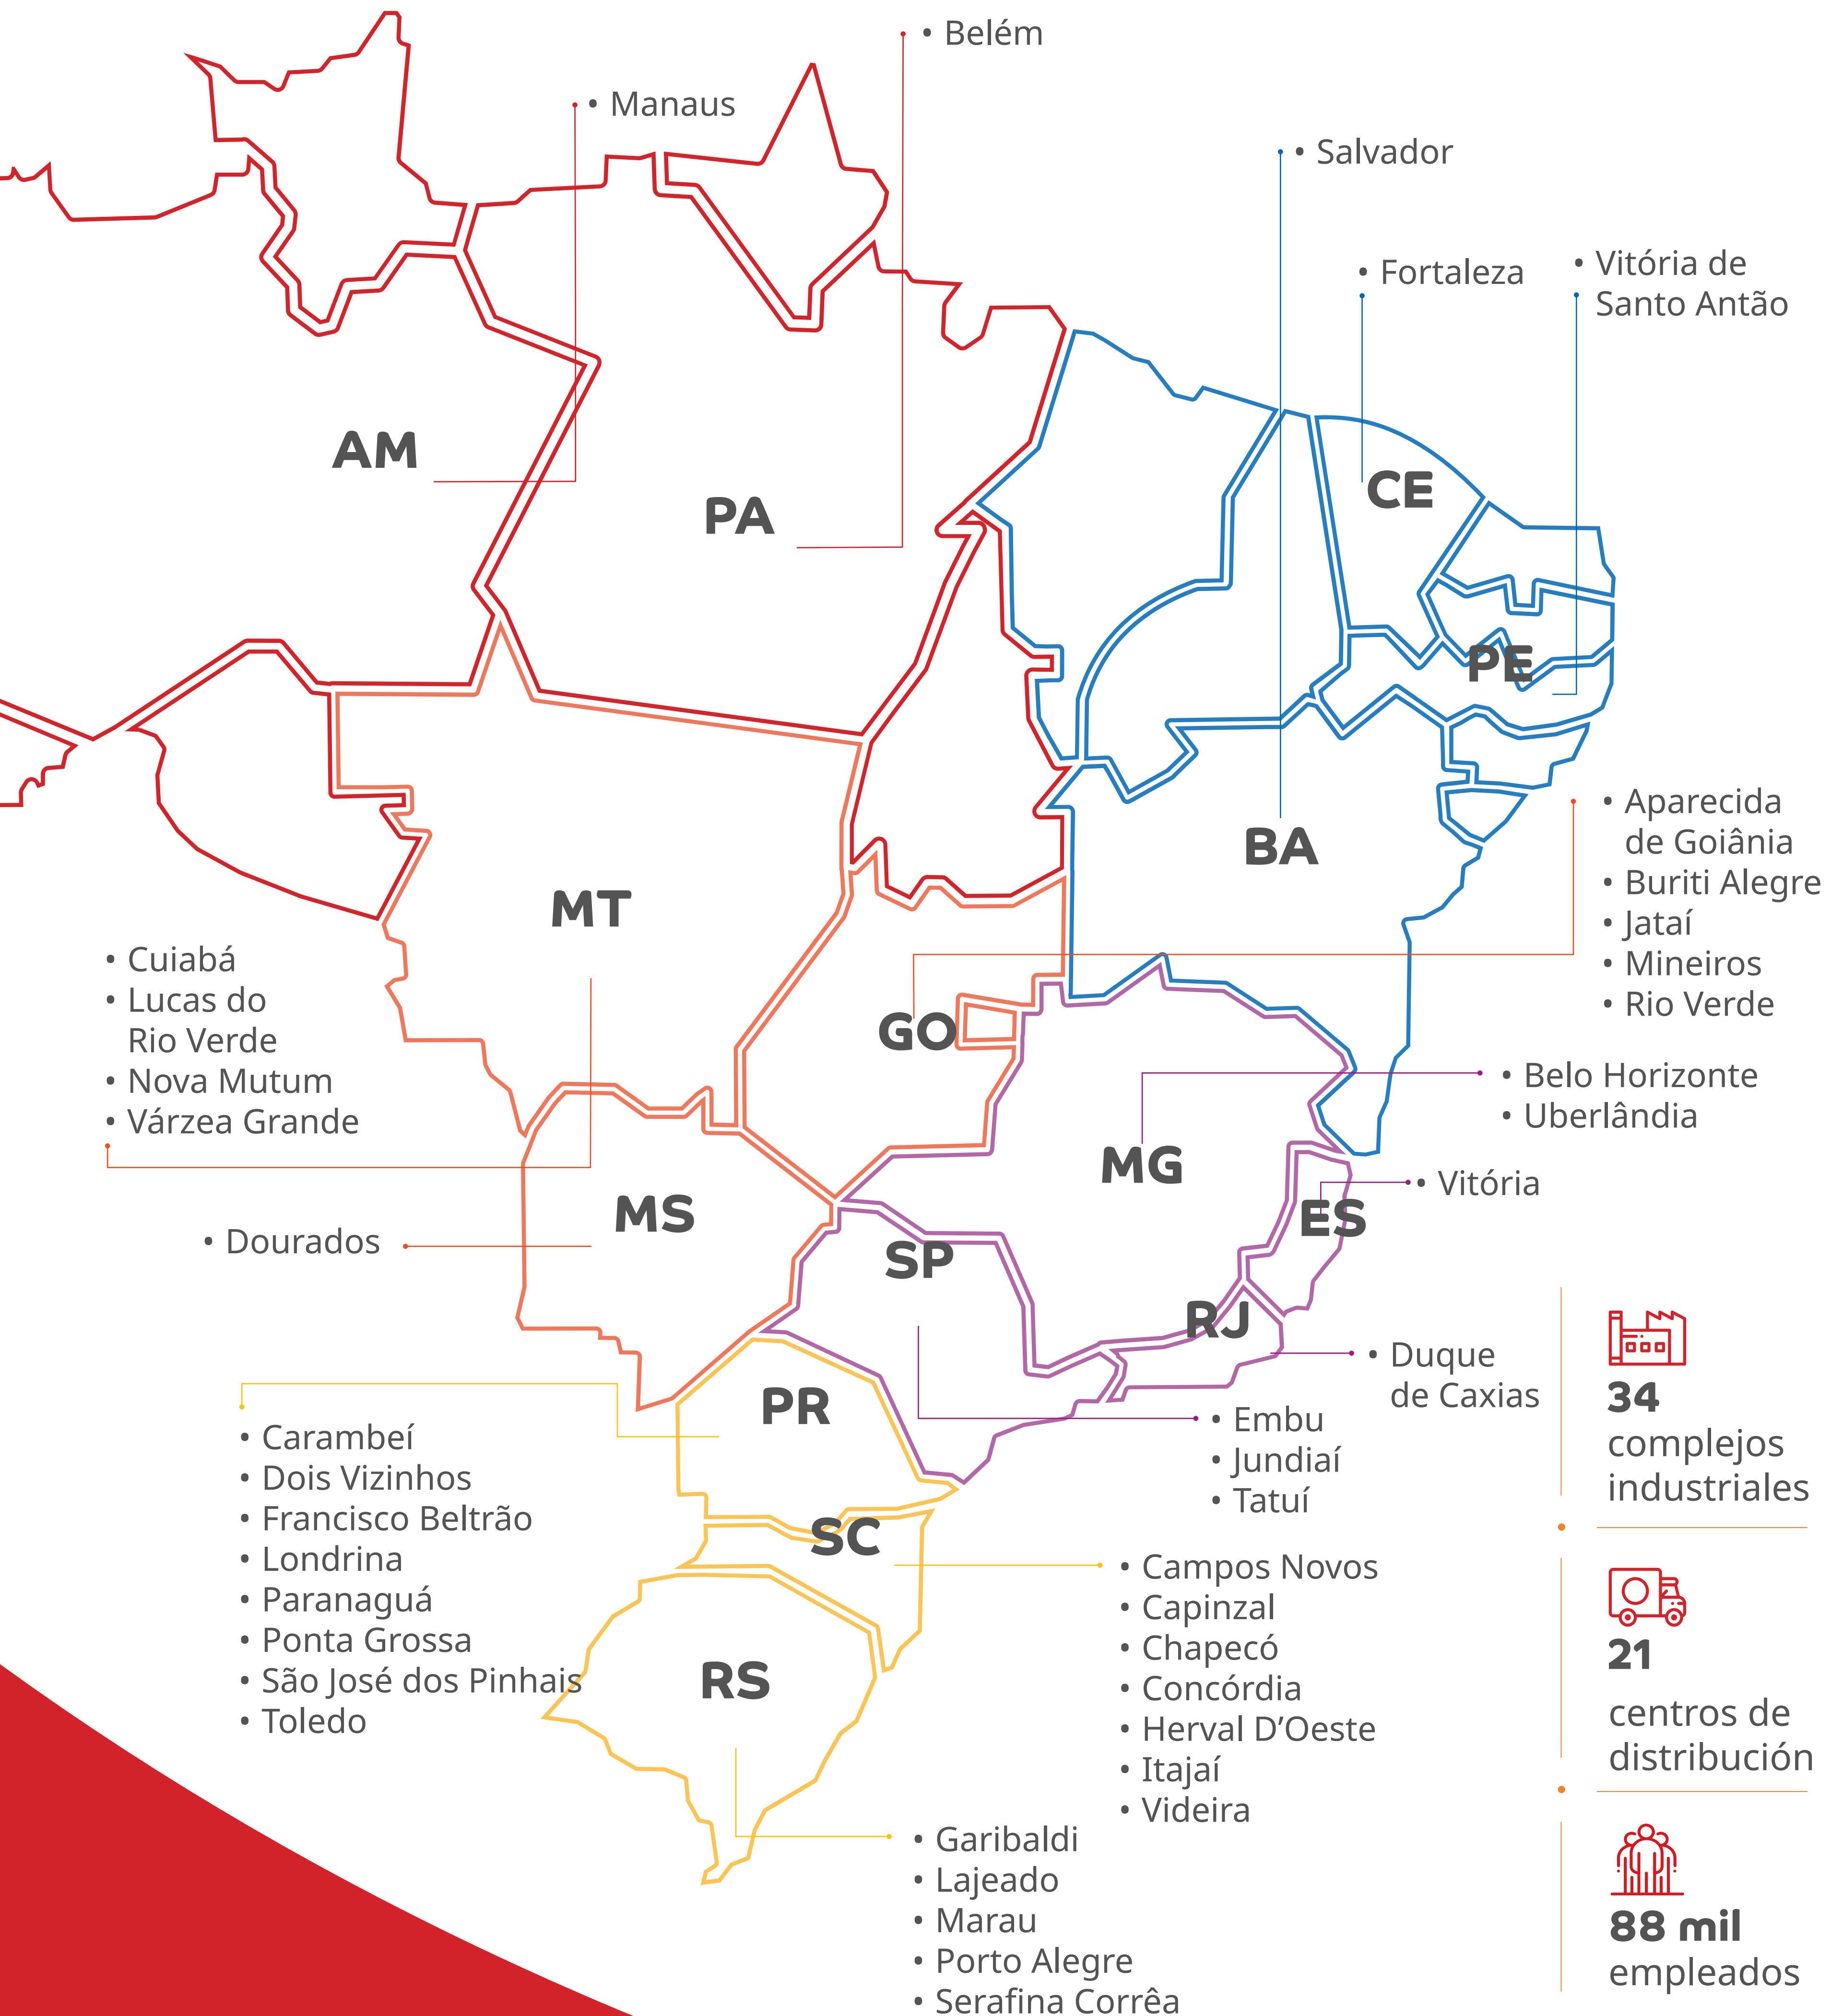 • Belém
• Manaus
• Salvador
• Fortaleza
• Vitória de
Santo Antão
AM
PA
CE
PE
BA
• Aparecida
de Goiânia
• Buriti Alegre
• Jataí
• Mineiros
• Rio Verde
MT
• Cuiabá
• Lucas do
Rio Verde
• Nova Mutum
• Várzea Grande
GO
• Belo Horizonte
• Uberlândia
MG
• Vitória
ES
MS
• Dourados
SP
RJ
• Duque
de Caxias
PR
• Embu
• Jundiaí
• Tatuí
• Carambeí
• Dois Vizinhos
• Francisco Beltrão
• Londrina
• Paranaguá
• Ponta Grossa
• São José dos Pinhais
• Toledo
SC
• Campos Novos
• Capinzal
• Chapecó
• Concórdia
• Herval D’Oeste
• Itajaí
• Videira
RS
• Garibaldi
• Lajeado
• Marau
• Porto Alegre
• Serafina Corrêa
34
complejos
industriales
21
centros de
distribución
88 mil
empleados